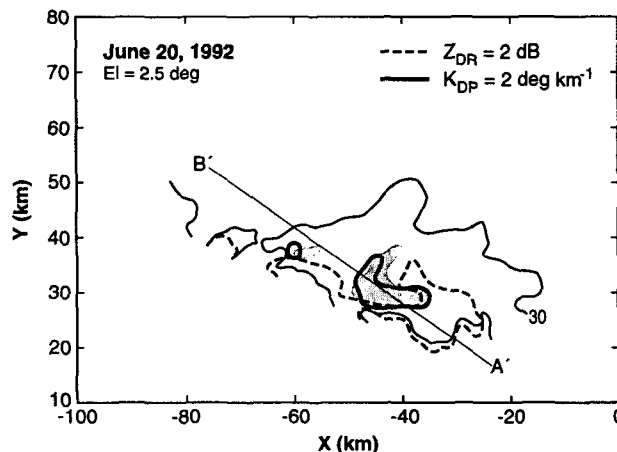 June 20, 1992
El = 2.5 deg
Z_DR = 2 dB
K_DP = 2 deg km⁻¹
Y (km)
80
70
60
50
40
30
20
10
B´
30
A´
-100
-80
-60
-40
-20
0
X (km)